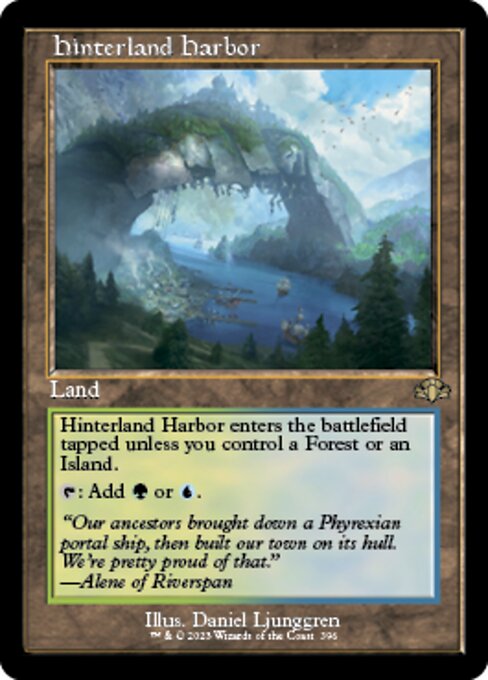 Hinterland Harbor
Land
Hinterland Harbor enters the battlefield
tapped unless you control a Forest or an
Island.
: Add or .
“Our ancestors brought down a Phyrexian
portal ship, then built our town on its hull.
We’re pretty proud of that.”
—Alene of Riverspan
Illus. Daniel Ljunggren
™ & © 2023 Wizards of the Coast 396